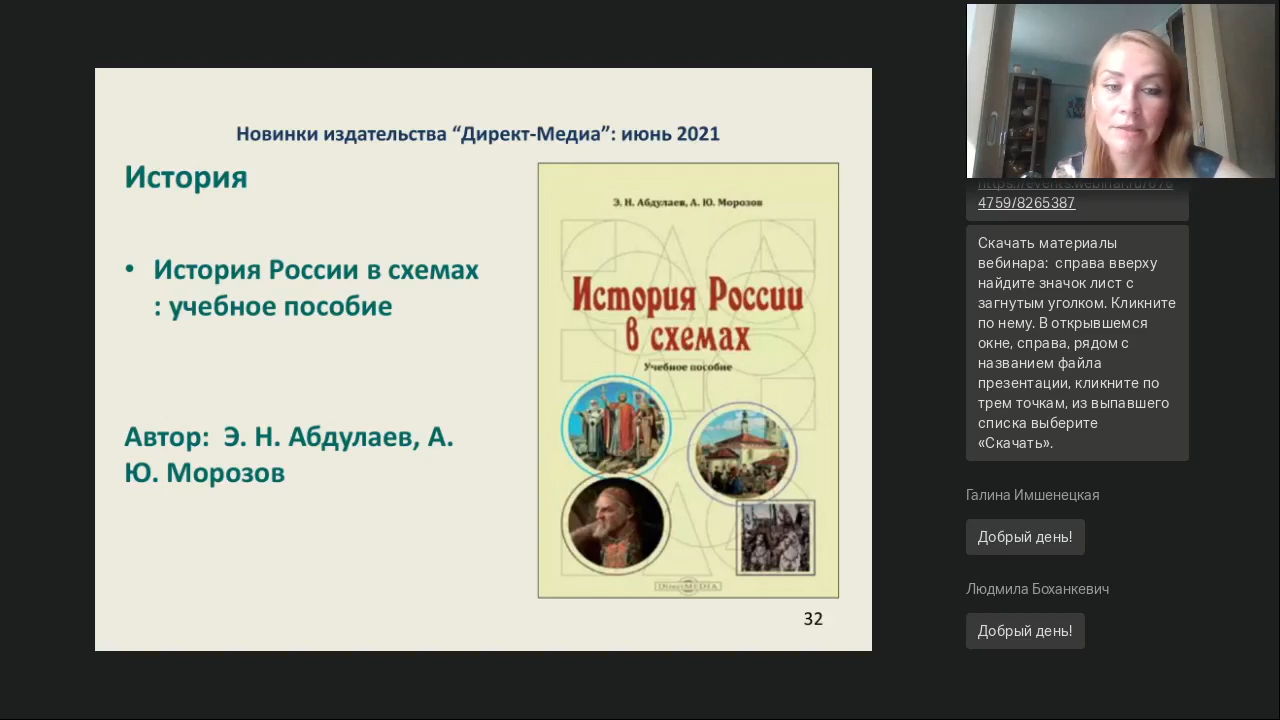 Новинки издательства “Директ-Медиа”: июнь 2021
История
• История России в схемах
: учебное пособие
Автор:  Э. Н. Абдулаев, А.
Ю. Морозов
Э. Н. Абдулаев, А. Ю. Морозов
История России
в схемах
Учебное пособие
DirectMEDIA
32
4759/8265387
Скачать материалы
вебинара:  справа вверху
найдите значок лист с
загнутым уголком. Кликните
по нему. В открывшемся
окне, справа, рядом с
названием файла
презентации, кликните по
трем точкам, из выпавшего
списка выберите
«Скачать».
Галина Имшенецкая
Добрый день!
Людмила Боханкевич
Добрый день!